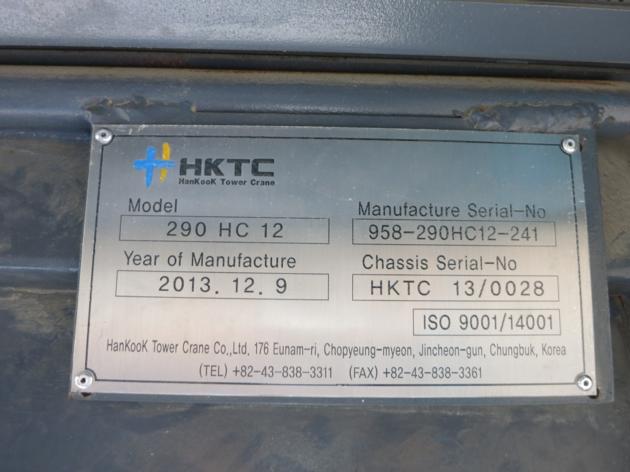 HKTC
HanKooK Tower Crane
Model
290 HC 12
Manufacture Serial-No
958-290HC12-241
Year of Manufacture
2013. 12. 9
Chassis Serial-No
HKTC 13/0028
ISO 9001/14001
HanKooK Tower Crane Co.,Ltd, 176 Eunam-ri, Chopyeung-myeon, Jincheon-gun, Chungbuk, Korea
(TEL) +82-43-838-3311 (FAX) +82-43-838-3361